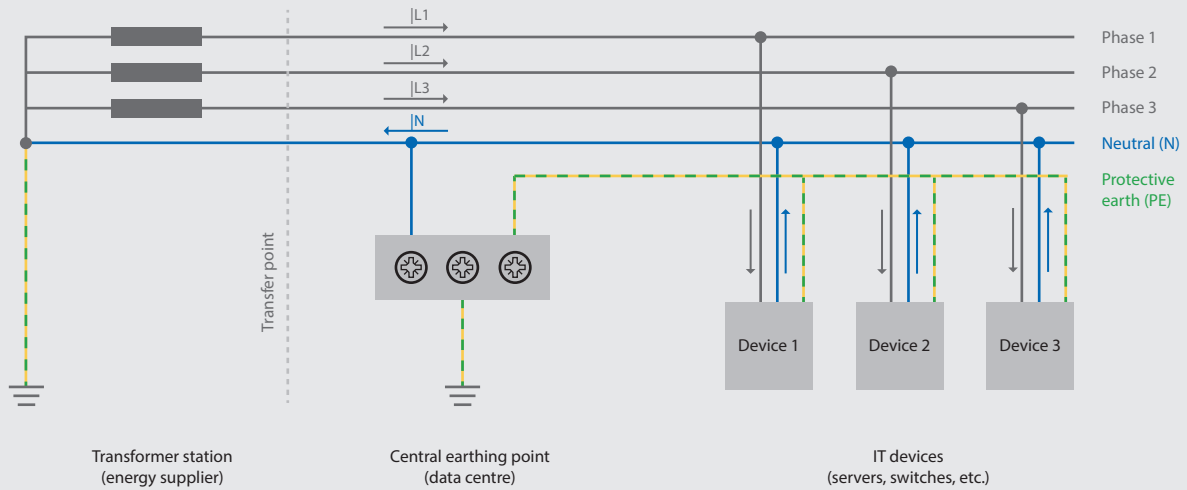 |L1
|L2
|L3
|N
Phase 1
Phase 2
Phase 3
Neutral (N)
Protective
earth (PE)
Transfer point
Device 1
Device 2
Device 3
Transformer station
(energy supplier)
Central earthing point
(data centre)
IT devices
(servers, switches, etc.)